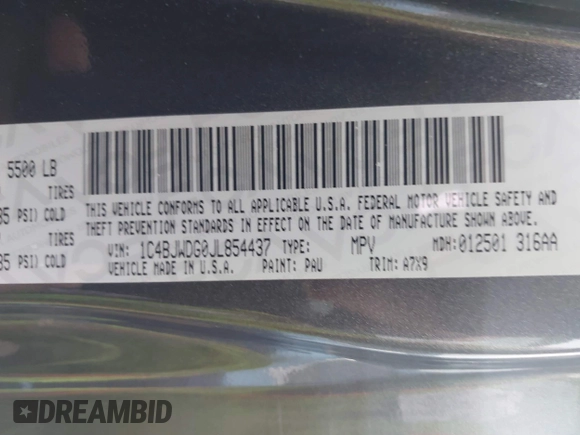 5500 LB
TIRES
35 PSI) COLD
TIRES
35 PSI) COLD
THIS VEHICLE CONFORMS TO ALL APPLICABLE U.S.A. FEDERAL MOTOR VEHICLE SAFETY AND
THEFT PREVENTION STANDARDS IN EFFECT ON THE DATE OF MANUFACTURE SHOWN ABOVE.
VIN: 1C4BJWDG0JL854437 TYPE: MPV MDH:012501 316AA
VEHICLE MADE IN U.S.A. PAINT: PAU TRIM: A7X9
DREAMBID